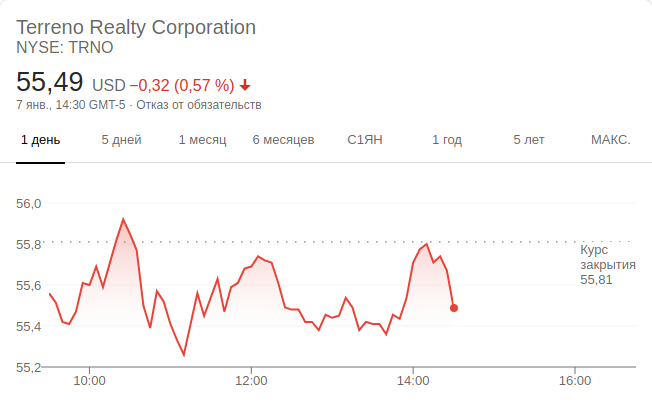 Terreno Realty Corporation
NYSE: TRNO
55,49 USD −0,32 (0,57 %)
7 янв., 14:30 GMT-5 · Отказ от обязательств
1 день 5 дней 1 месяц 6 месяцев С1ЯН 1 год 5 лет МАКС.
56,0
55,8
Курс
закрытия
55,81
55,6
55,4
55,2
10:00 12:00 14:00 16:00